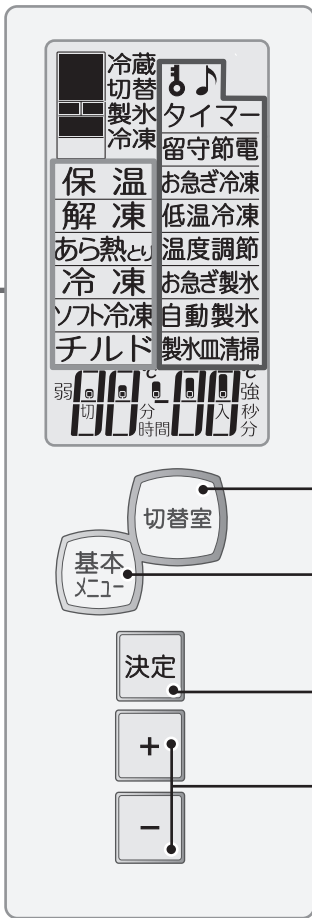 冷蔵
切替
製氷
冷凍
♪
タイマー
留守節電
お急ぎ冷凍
低温冷凍
温度調節
お急ぎ製氷
自動製氷
製氷皿清掃
保温
解凍
あら熱とり
冷凍
ソフト冷凍
チルド
弱 切 ℃ 分 時間 入 ℃ 強 秒 分
切替室
基本
メニュー
決定
+
-